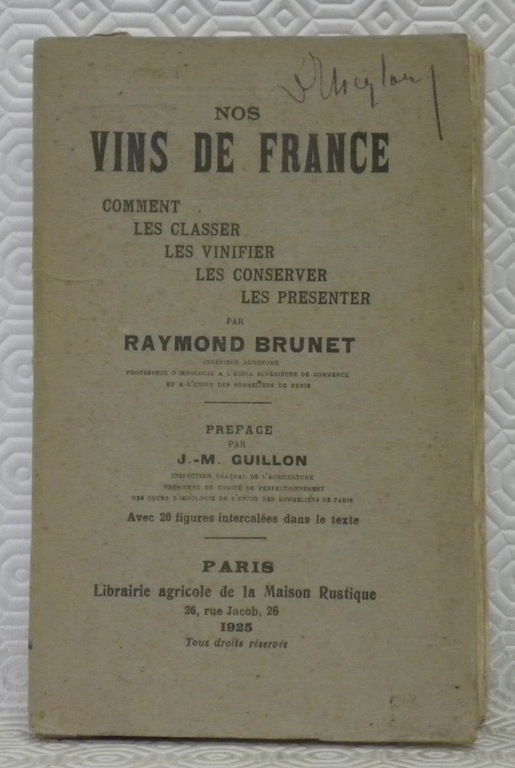 NOS
VINS DE FRANCE
COMMENT
LES CLASSER
LES VINIFIER
LES CONSERVER
LES PRESENTER
PAR
RAYMOND BRUNET
INGÉNIEUR AGRONOME
PROFESSEUR D'ŒNOLOGIE A L'ÉCOLE SUPÉRIEURE DE COMMERCE
ET A L'UNION DES SOMMELIERS DE PARIS
PREFACE
PAR
J.-M. GUILLON
INSPECTEUR GÉNÉRAL DE L'AGRICULTURE
PRÉSIDENT DU COMITÉ DE PERFECTIONNEMENT
DES COURS D'ŒNOLOGIE DE L'UNION DES SOMMELIERS DE PARIS
Avec 20 figures intercalées dans le texte
PARIS
Librairie agricole de la Maison Rustique
26, rue Jacob, 26
1925
Tous droits réservés